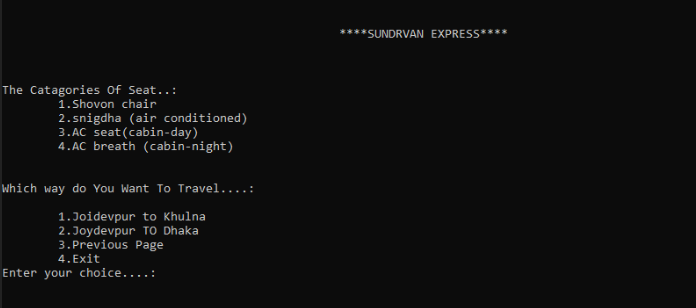 ****SUNDRVAN EXPRESS****
The Catagories Of Seat..:
1.Shovon chair
2.snigdha (air conditioned)
3.AC seat(cabin-day)
4.AC breath (cabin-night)
Which way do You Want To Travel....:
1.Joidevpur to Khulna
2.Joydevpur TO Dhaka
3.Previous Page
4.Exit
Enter your choice....: